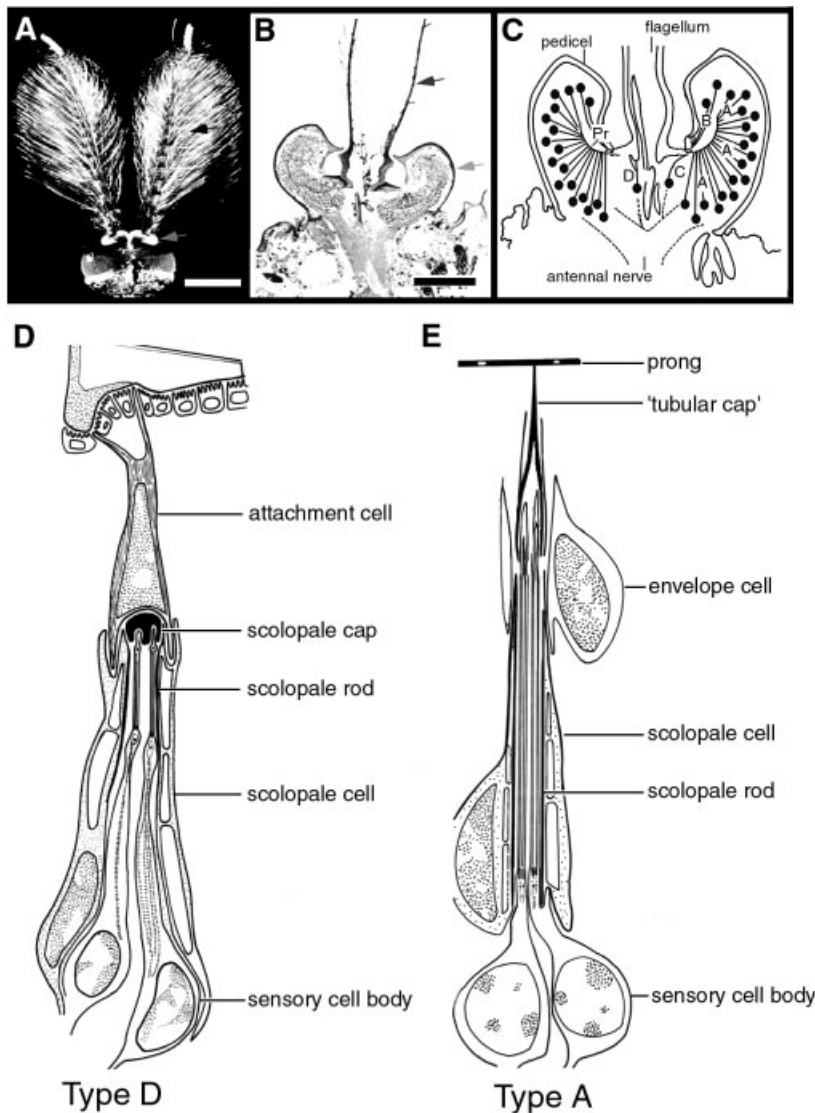 A
B
C
flagellum
pedicel
Pr
B
A
A
D
C
A
antennal nerve
D
E
prong
'tubular cap'
attachment cell
envelope cell
scolopale cap
scolopale rod
scolopale cell
scolopale cell
scolopale rod
sensory cell body
sensory cell body
Type D
Type A